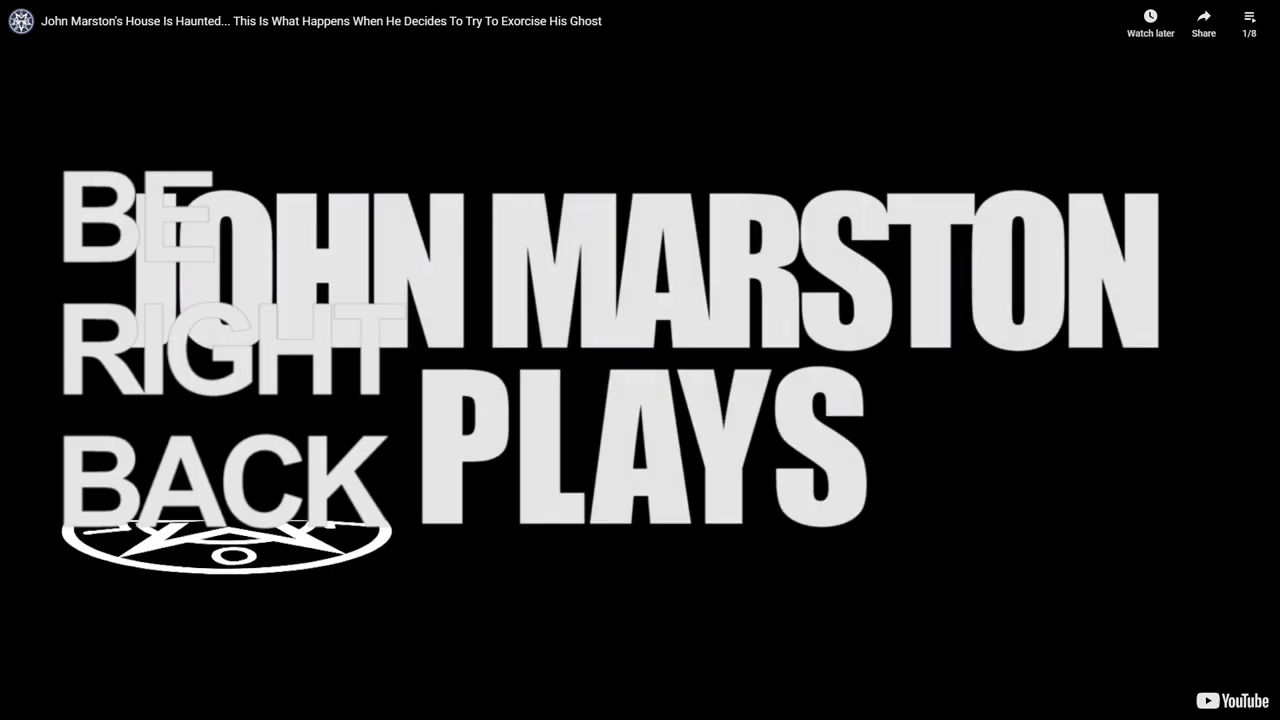 John Marston's House Is Haunted... This Is What Happens When He Decides To Try To Exorcise His Ghost
Watch later
Share
1/8
BE
RIGHT
BACK
JOHN MARSTON
PLAYS
YouTube